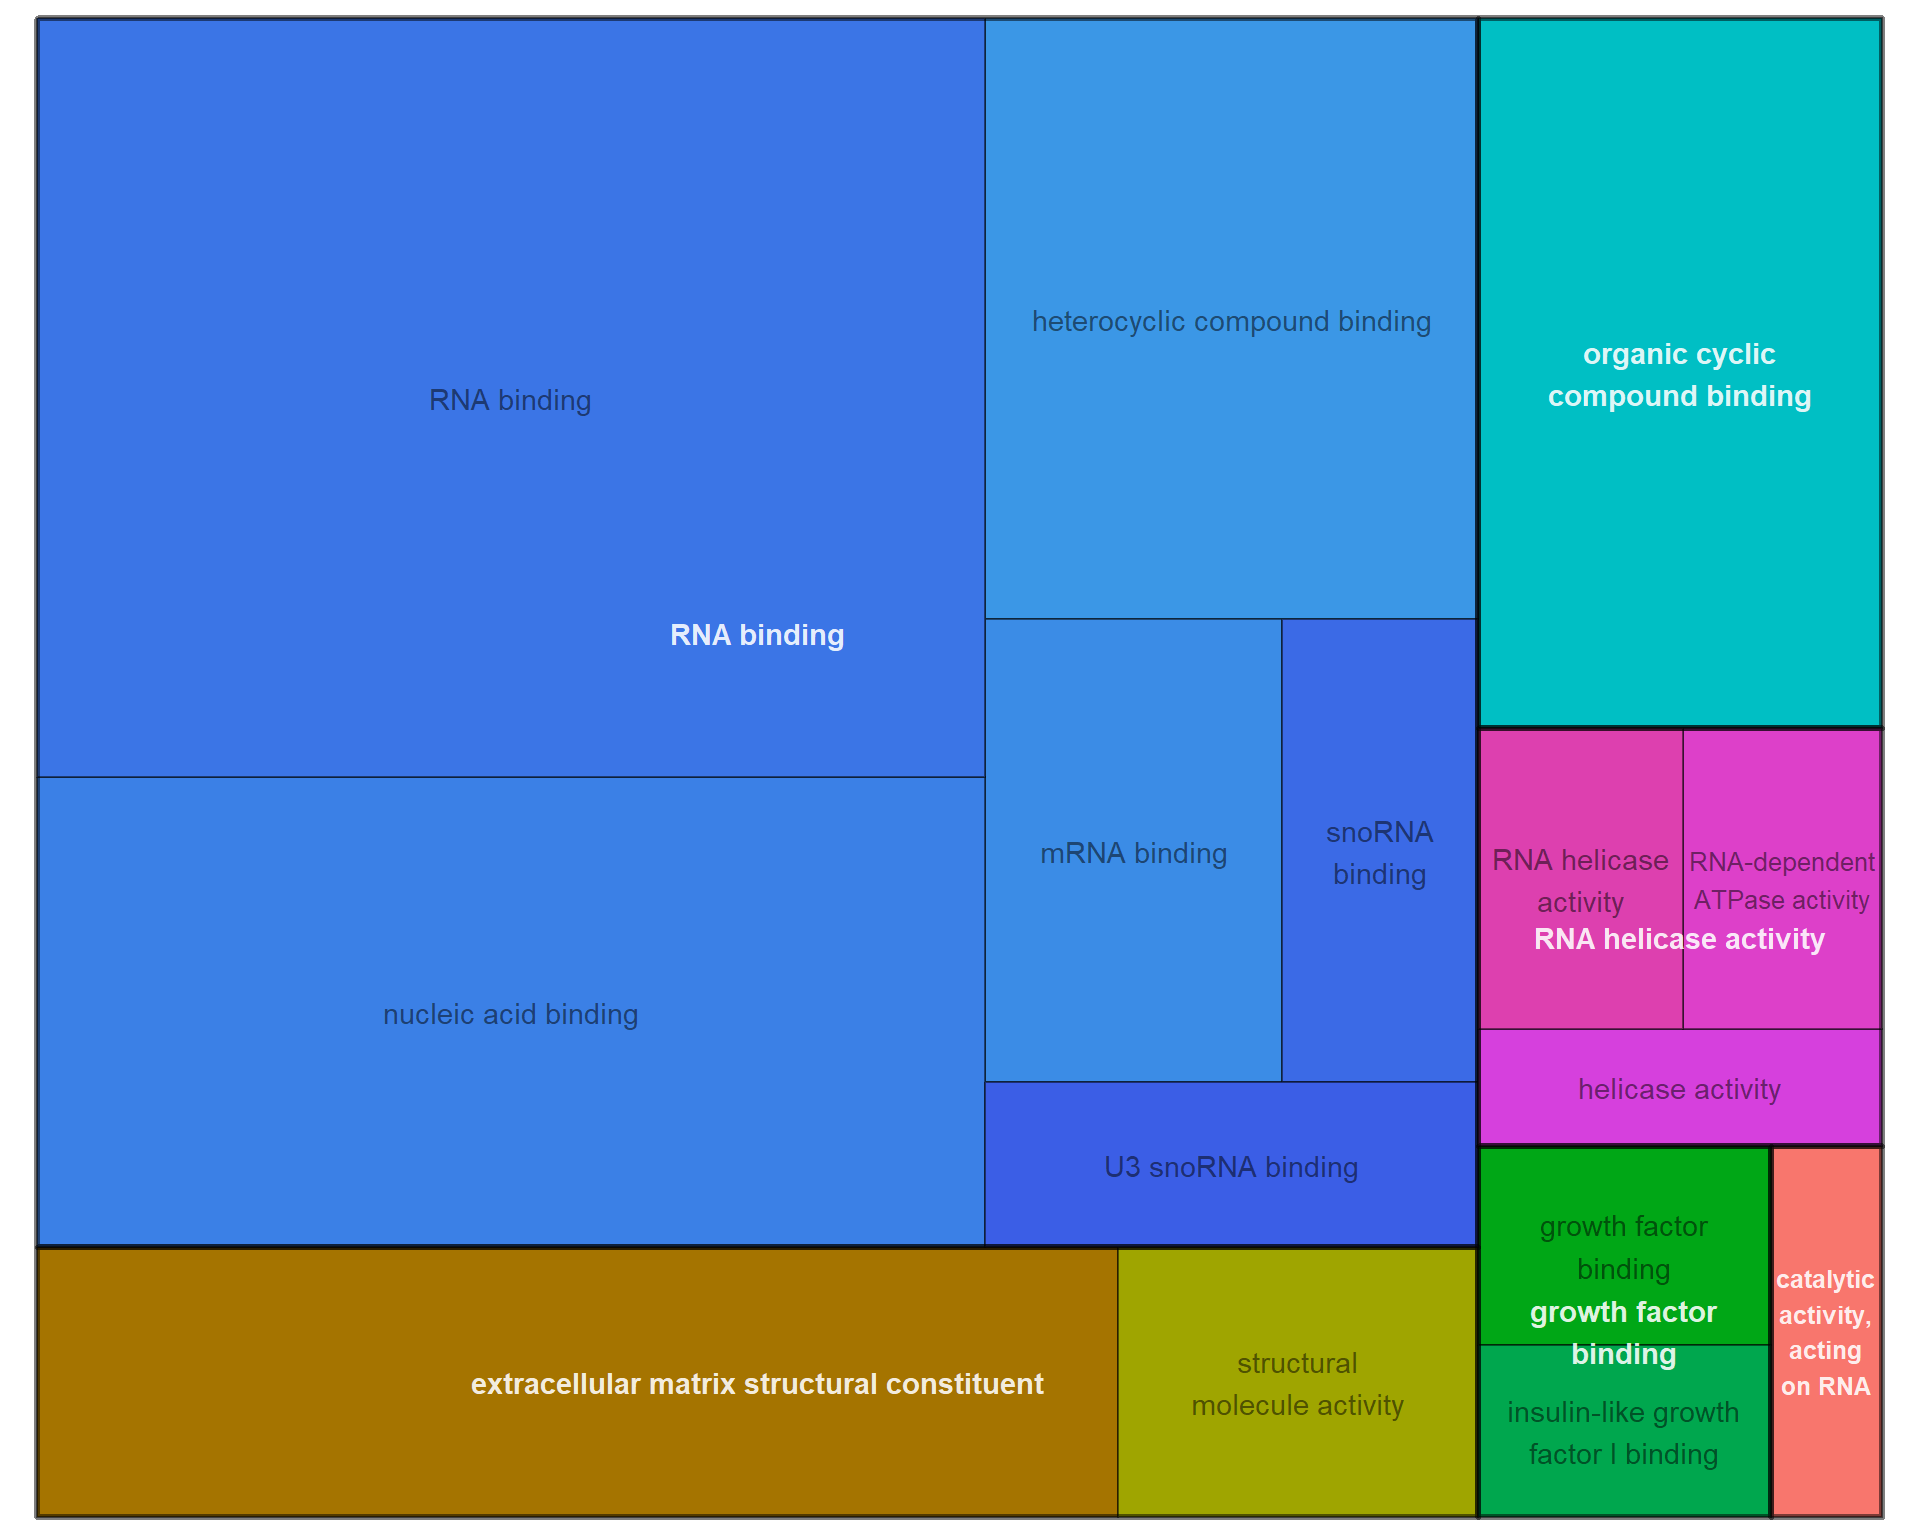 RNA binding
RNA binding
nucleic acid binding
heterocyclic compound binding
mRNA binding
snoRNA
binding
U3 snoRNA binding
extracellular matrix structural constituent
structural
molecule activity
organic cyclic
compound binding
RNA helicase
activity
RNA-dependent
ATPase activity
RNA helicase activity
helicase activity
growth factor
binding
growth factor
binding
insulin-like growth
factor I binding
catalytic
activity,
acting
on RNA